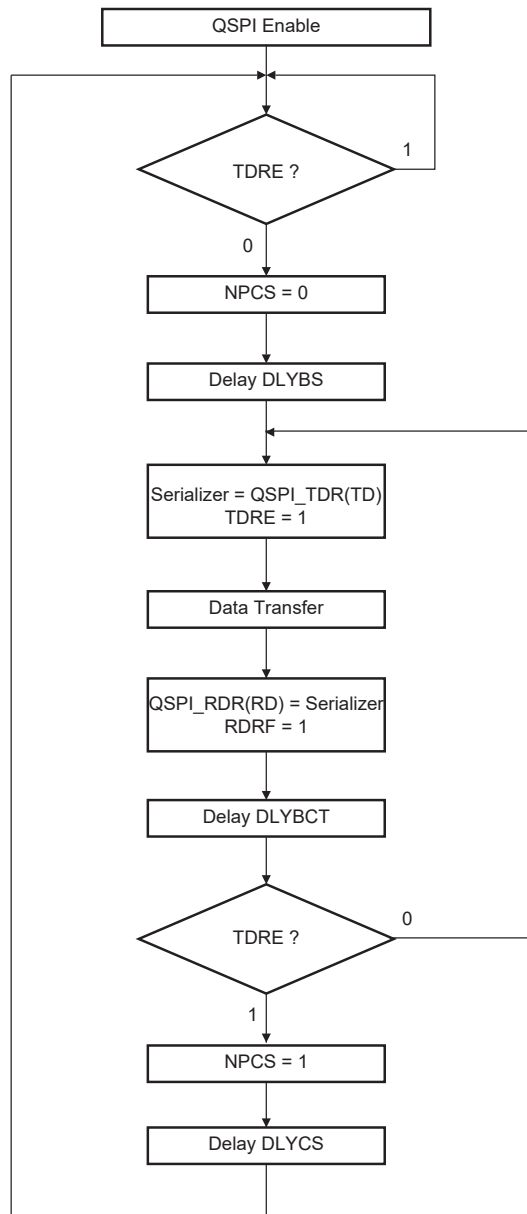 QSPI Enable
TDRE ?
1
0
NPCS = 0
Delay DLYBS
Serializer = QSPI_TDR(TD)
TDRE = 1
Data Transfer
QSPI_RDR(RD) = Serializer
RDRF = 1
Delay DLYBCT
TDRE ?
0
1
NPCS = 1
Delay DLYCS